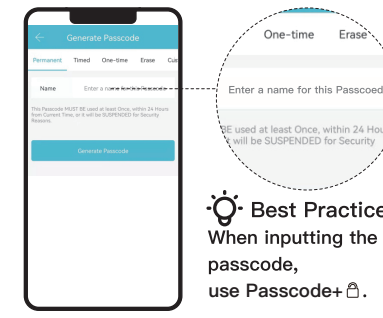 Generate Passcode
Permanent Timed One-time Erase Cus
Name Enter a name for this Passcode
This Passcode MUST BE used at least Once, within 24 Hours
from Current Time, or it will be SUSPENDED for Security
Reasons.
Generate Passcode
One-time Erase
Enter a name for this Passcoed
BE used at least Once, within 24 Hou
it will be SUSPENDED for Security
Best Practice
When inputting the
passcode,
use Passcode+ .